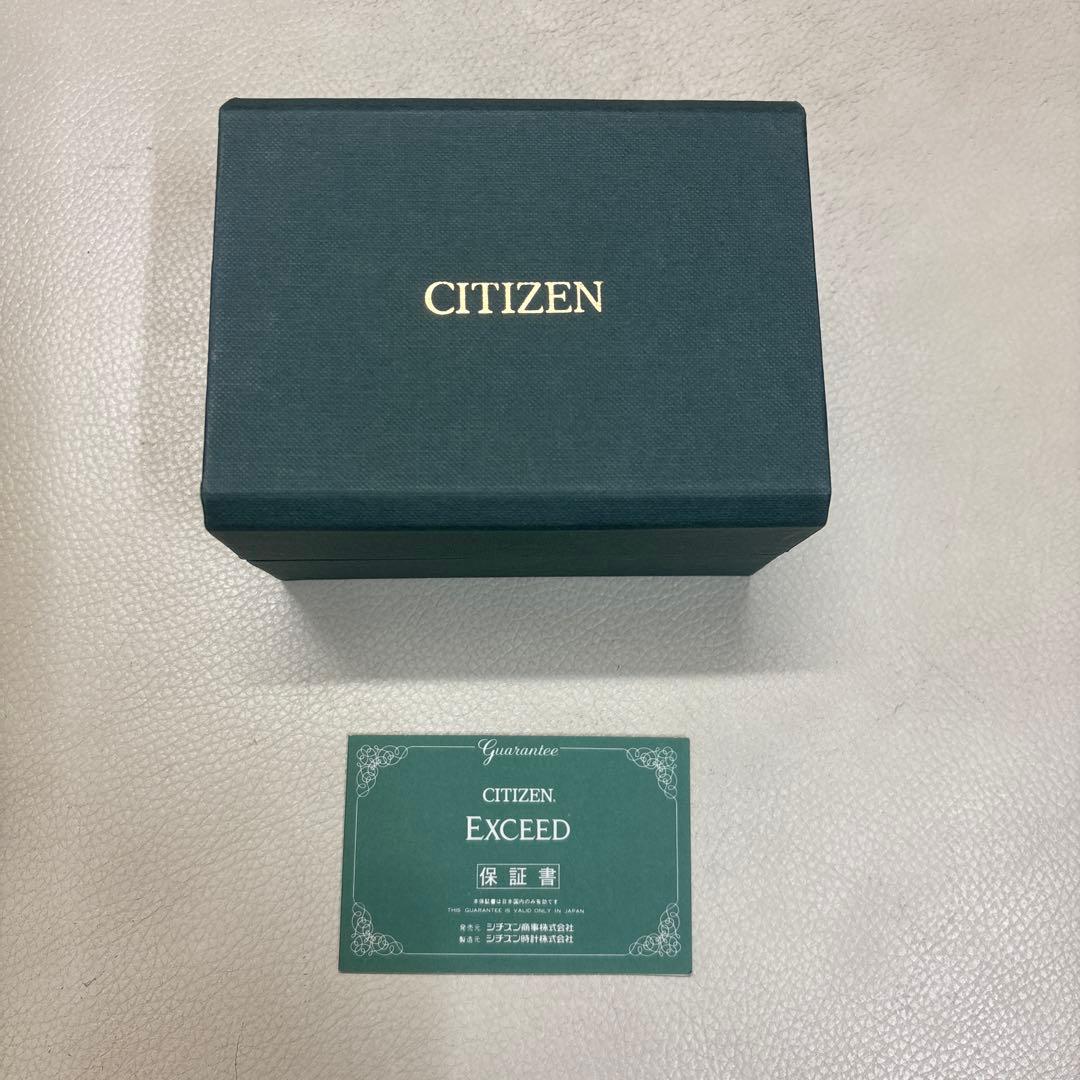 CITIZEN
Guarantee
CITIZEN.
EXCEED
保証書
本保証書は日本国内のみ有効です
THIS GUARANTEE IS VALID ONLY IN JAPAN
発売元 シチズン商事株式会社
製造元 シチズン時計株式会社